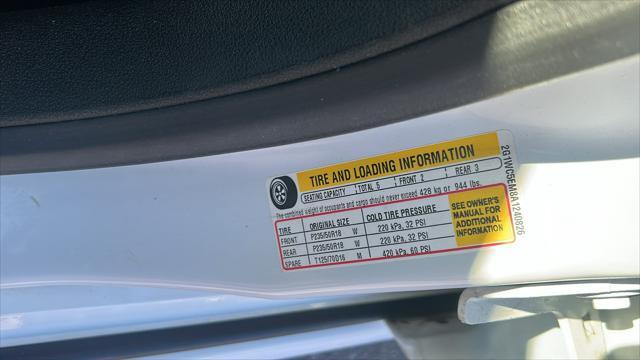 TIRE AND LOADING INFORMATION
SEATING CAPACITY TOTAL 5 FRONT 2 REAR 3
The combined weight of occupants and cargo should never exceed 428 kg or 944 lbs.
TIRE ORIGINAL SIZE COLD TIRE PRESSURE
FRONT P235/50R18 W 220 kPa, 32 PSI
REAR P235/50R18 W 220 kPa, 32 PSI
SPARE T125/70D16 M 420 kPa, 60 PSI
SEE OWNER'S
MANUAL FOR
ADDITIONAL
INFORMATION
2G1WC5EM8A1240826